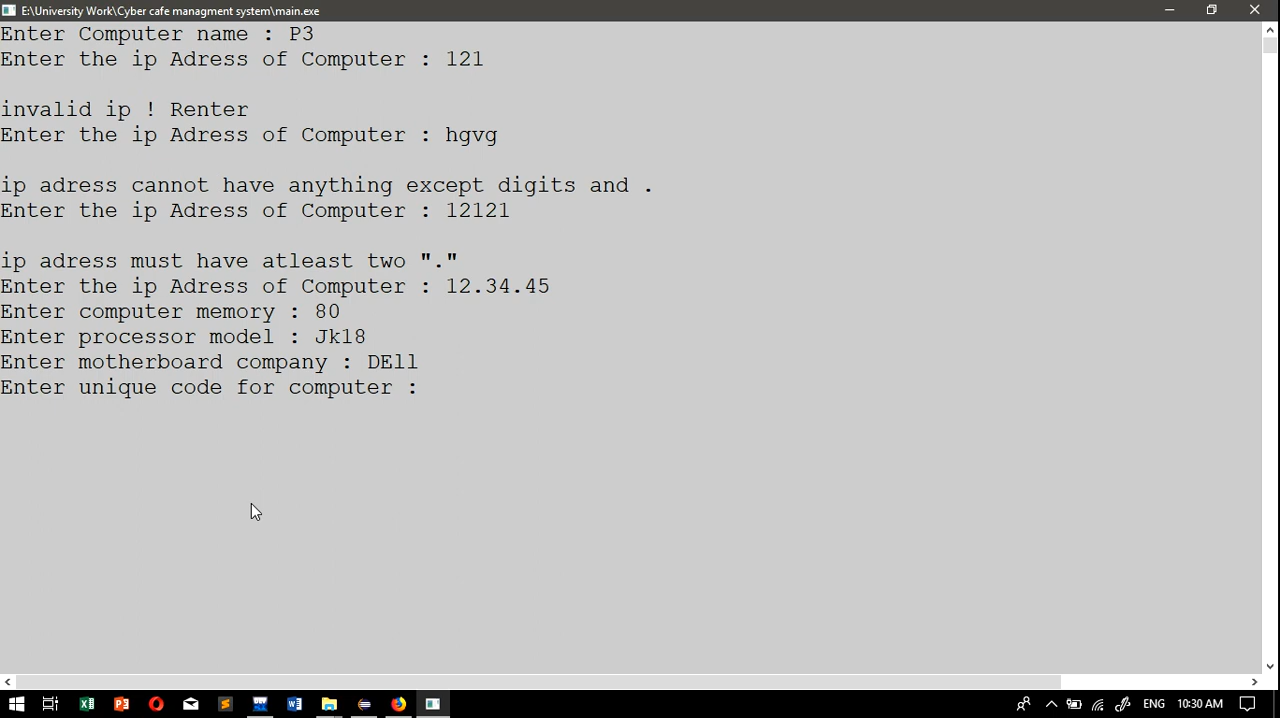 E:\University Work\Cyber cafe managment system\main.exe
Enter Computer name : P3
Enter the ip Adress of Computer : 121
invalid ip ! Renter
Enter the ip Adress of Computer : hgvg
ip adress cannot have anything except digits and .
Enter the ip Adress of Computer : 12121
ip adress must have atleast two "."
Enter the ip Adress of Computer : 12.34.45
Enter computer memory : 80
Enter processor model : Jk18
Enter motherboard company : DEll
Enter unique code for computer :
ENG 10:30 AM